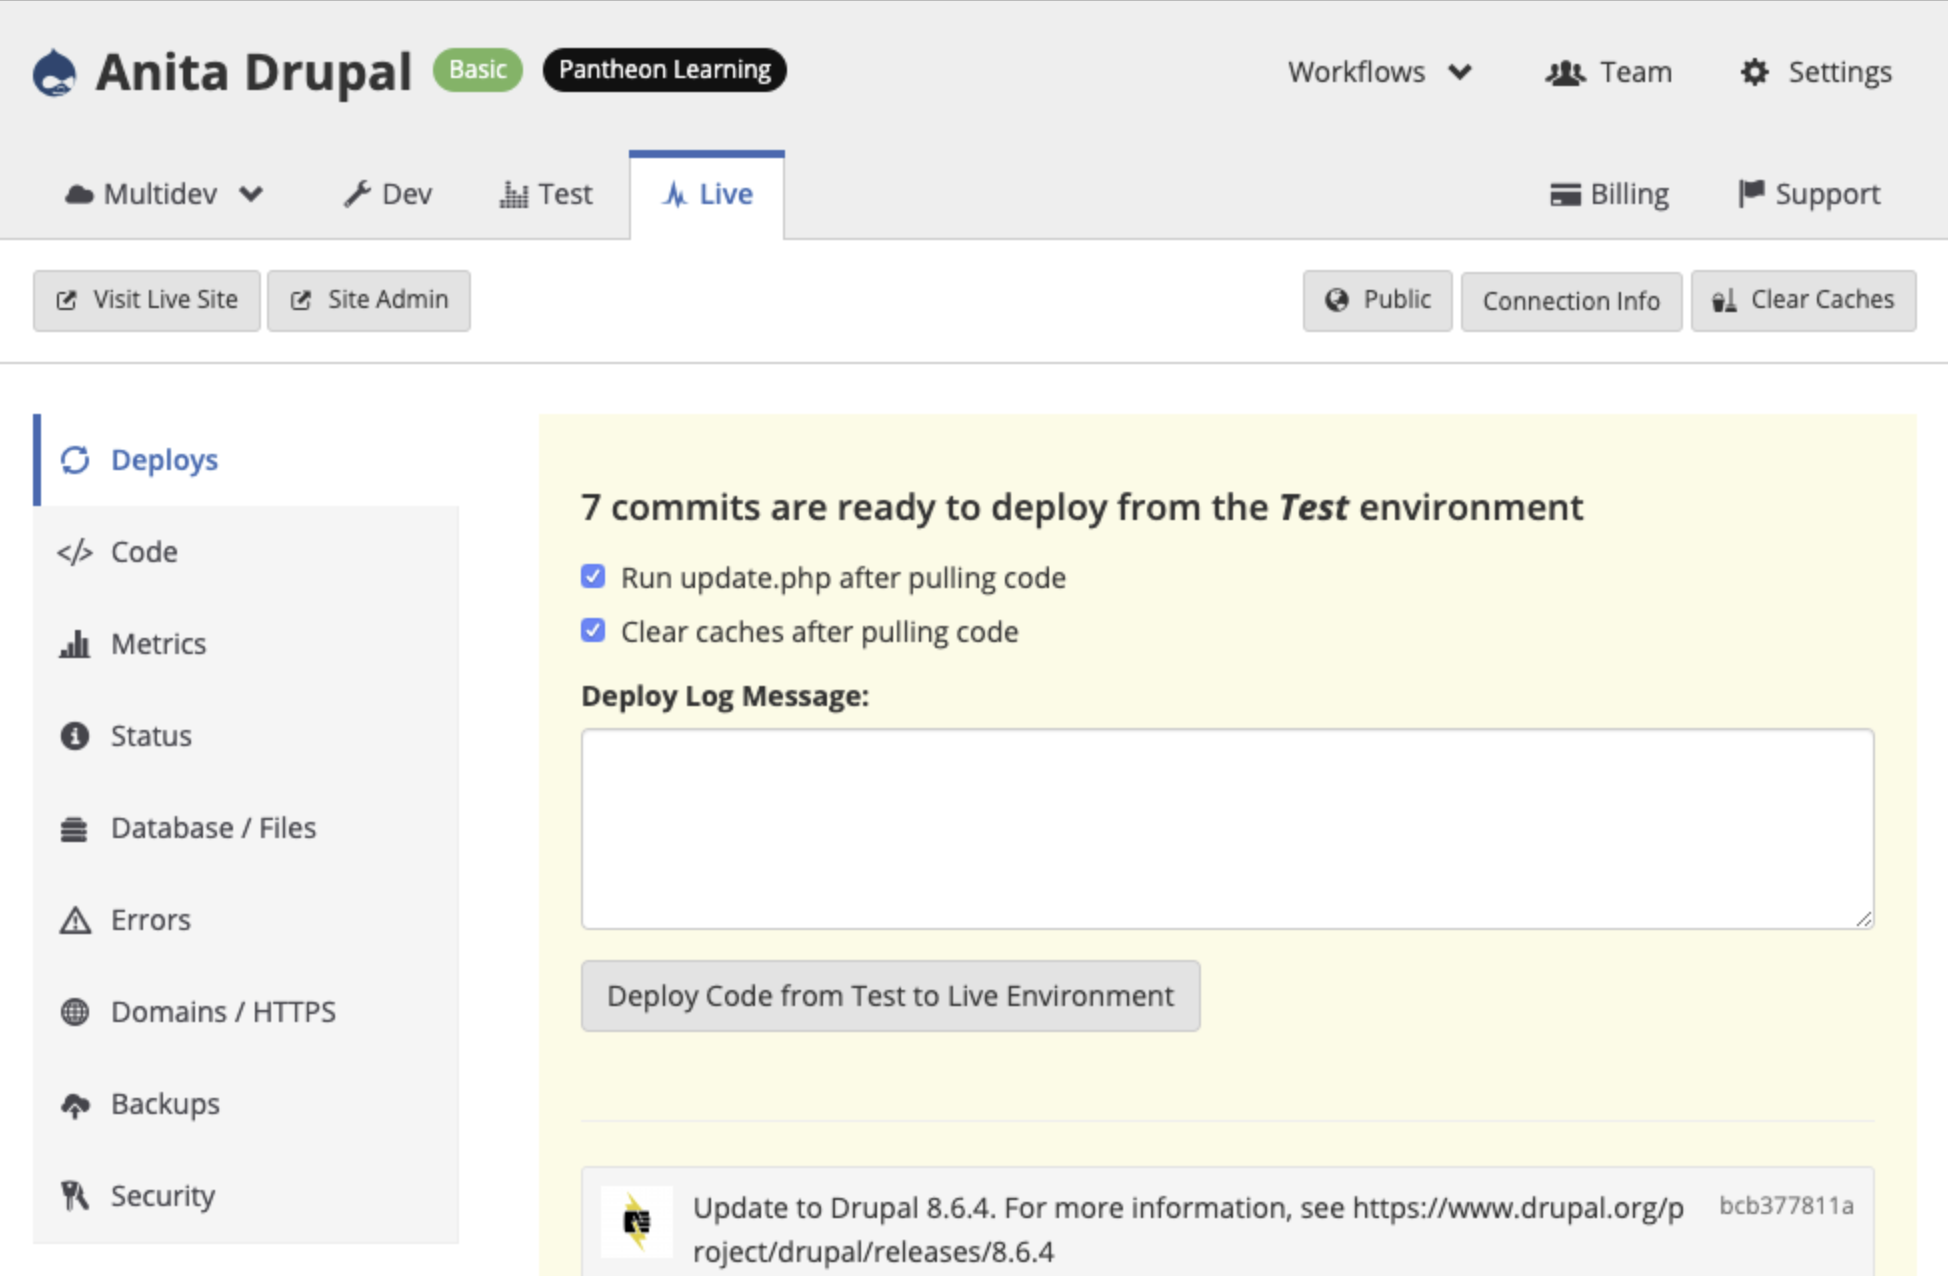 Anita Drupal Basic Pantheon Learning Workflows Team Settings
Multidev Dev Test Live Billing Support
Visit Live Site Site Admin Public Connection Info Clear Caches
Deploys
Code
Metrics
Status
Database / Files
Errors
Domains / HTTPS
Backups
Security
7 commits are ready to deploy from the Test environment
Run update.php after pulling code
Clear caches after pulling code
Deploy Log Message:
Deploy Code from Test to Live Environment
Update to Drupal 8.6.4. For more information, see https://www.drupal.org/p bcb377811a
roject/drupal/releases/8.6.4